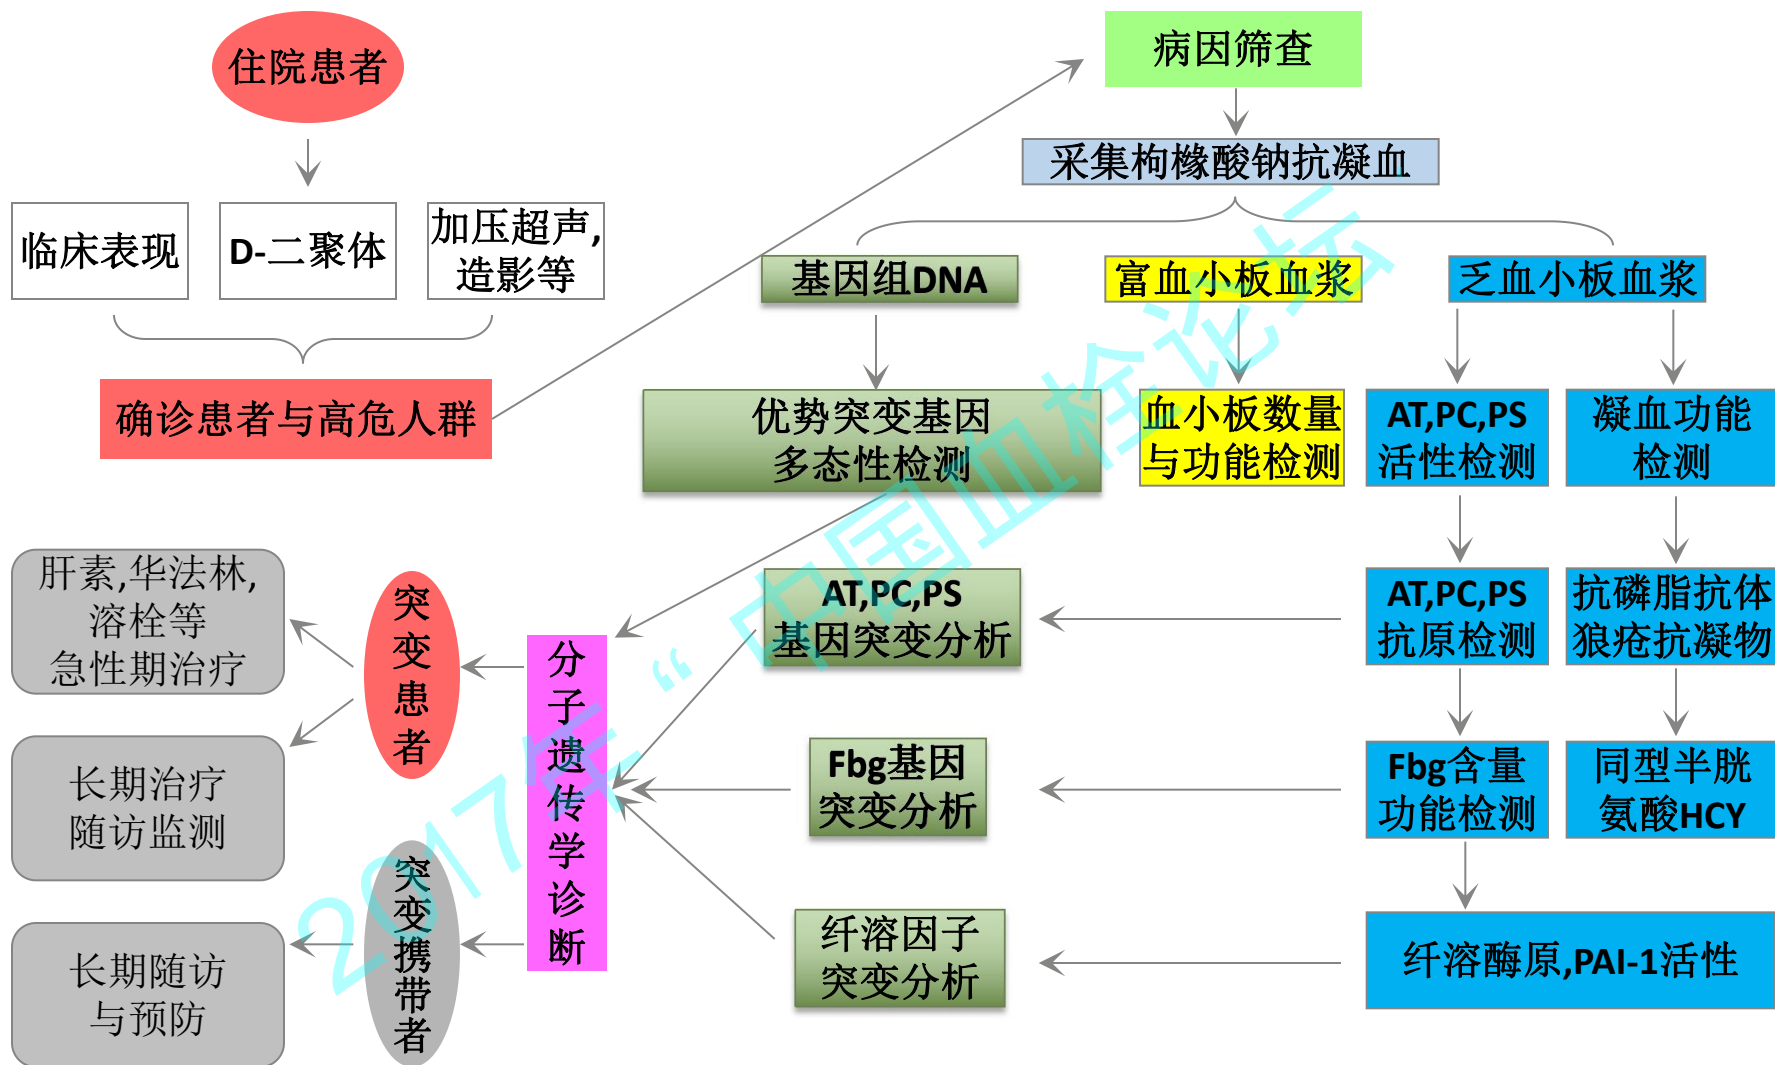 住院患者
临床表现
D-二聚体
加压超声,
造影等
确诊患者与高危人群
病因筛查
采集枸橼酸钠抗凝血
基因组DNA
富血小板血浆
乏血小板血浆
优势突变基因
多态性检测
血小板数量
与功能检测
AT,PC,PS
活性检测
凝血功能
检测
AT,PC,PS
基因突变分析
AT,PC,PS
抗原检测
抗磷脂抗体
狼疮抗凝物
Fbg基因
突变分析
Fbg含量
功能检测
同型半胱
氨酸HCY
纤溶因子
突变分析
纤溶酶原,PAI-1活性
分子遗传学诊断
突变患者
突变携带者
肝素,华法林,
溶栓等
急性期治疗
长期治疗
随访监测
长期随访
与预防
2017年“中国血栓论坛”